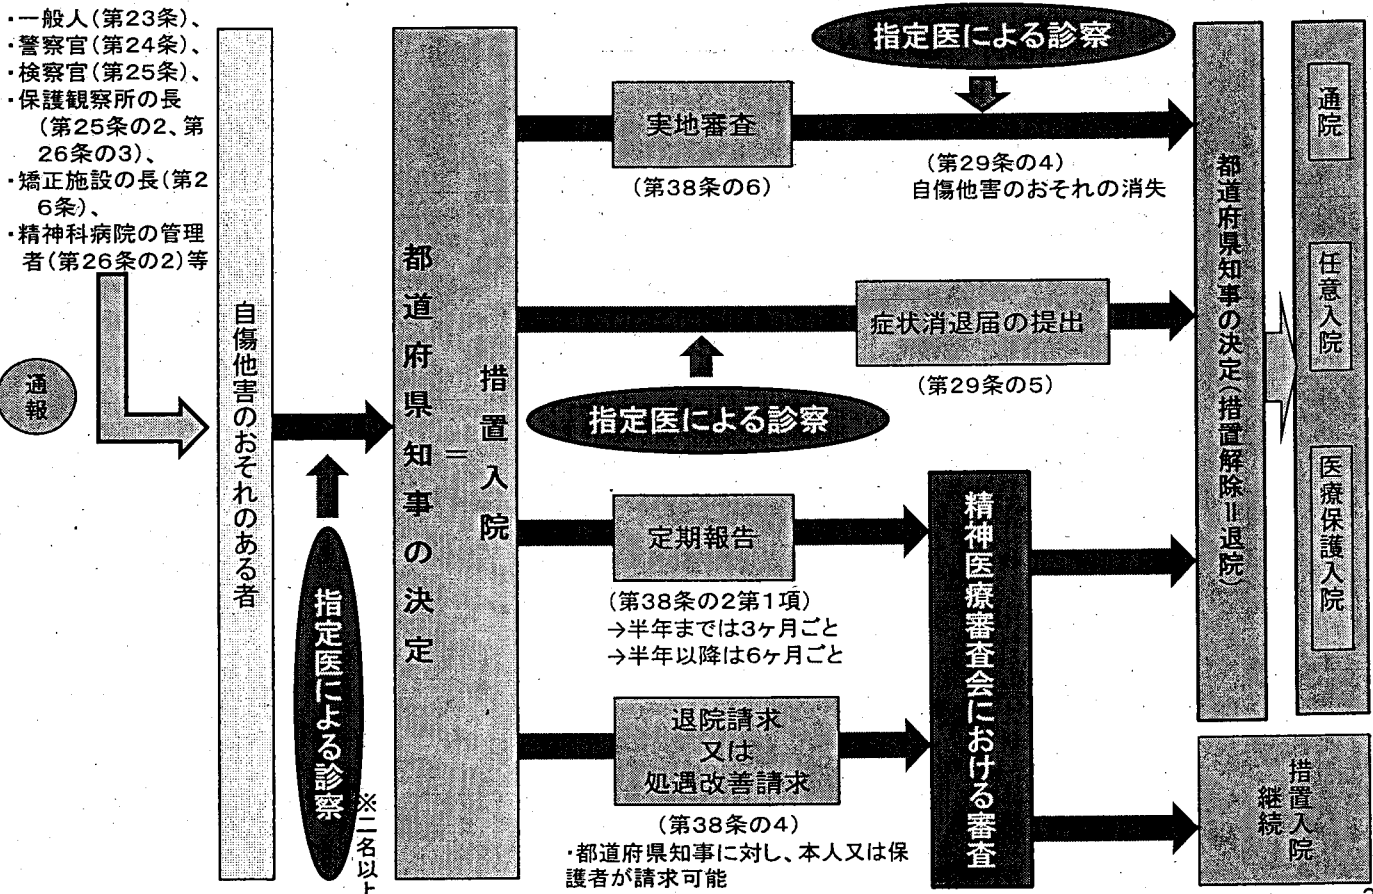 ・一般人(第23条)、
・警察官(第24条)、
・検察官(第25条)、
・保護観察所の長
(第25条の2、第
26条の3)、
・矯正施設の長(第2
6条)、
・精神科病院の管理
者(第26条の2)等
通報
自傷他害のおそれのある者
指定医による診察
※二名以上
都道府県知事の決定
＝
措置入院
実地審査
(第38条の6)
指定医による診察
(第29条の4)
自傷他害のおそれの消失
症状消退届の提出
(第29条の5)
指定医による診察
定期報告
(第38条の2第1項)
→半年までは3ヶ月ごと
→半年以降は6ヶ月ごと
退院請求
又は
処遇改善請求
(第38条の4)
・都道府県知事に対し、本人又は保
護者が請求可能
精神医療審査会における審査
都道府県知事の決定(措置解除＝退院)
通院
任意入院
医療保護入院
措置入院
継続